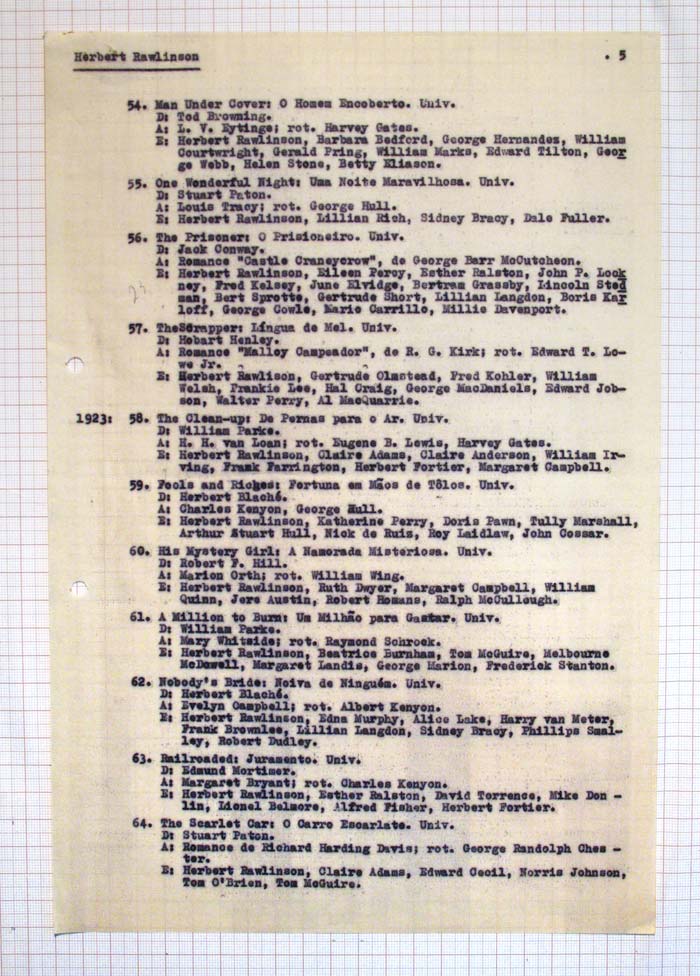 Herbert Rawlinson . 5
54. Man Under Cover: O Homem Encoberto. Univ.
D: Tod Browning.
A: L. V. Eytinge; rot. Harvey Gates.
E: Herbert Rawlinson, Barbara Bedford, George Hernandez, William
Courtwright, Gerald Pring, William Marks, Edward Tilton, Geor
ge Webb, Helen Stone, Betty Eliason.
55. One Wonderful Night: Uma Noite Maravilhosa. Univ.
D: Stuart Paton.
A: Louis Tracy; rot. George Hull.
E: Herbert Rawlinson, Lillian Rich, Sidney Bracy, Dale Fuller.
56. The Prisoner: O Prisioneiro. Univ.
D: Jack Conway.
A: Romance "Castle Craneycrow", de George Barr McCutcheon.
E: Herbert Rawlinson, Eileen Percy, Esther Ralston, John P. Lock
ney, Fred Kelsey, June Elvidge, Bertram Grassby, Lincoln Sted
man, Bert Sprotte, Gertrude Short, Lillian Langdon, Boris Kar
loff, George Cowle, Mario Carrillo, Millie Davenport.
57. TheScrapper: Língua de Mel. Univ.
D: Hobart Henley.
A: Romance "Malloy Campeador", de R. G. Kirk; rot. Edward T. Lo-
we Jr.
E: Herbert Rawlison, Gertrude Olmstead, Fred Kohler, William
Welsh, Frankie Lee, Hal Craig, George MacDaniels, Edward Job-
son, Walter Perry, Al MacQuarrie.
1923: 58. The Clean-up: De Pernas para o Ar. Univ.
D: William Parke.
A: H. H. van Loan; rot. Eugene B. Lewis, Harvey Gates.
E: Herbert Rawlinson, Claire Adams, Claire Anderson, William Ir-
ving, Frank Farrington, Herbert Fortier, Margaret Campbell.
59. Fools and Riches: Fortuna em Mãos de Tôlos. Univ.
D: Herbert Blaché.
A: Charles Kenyon, George Hull.
E: Herbert Rawlinson, Katherine Perry, Doris Pawn, Tully Marshall,
Arthur Stuart Hull, Nick de Ruiz, Roy Laidlaw, John Cossar.
60. His Mystery Girl: A Namorada Misteriosa. Univ.
D: Robert F. Hill.
A: Marion Orth; rot. William Wing.
E: Herbert Rawlinson, Ruth Dwyer, Margaret Campbell, William
Quinn, Jere Austin, Robert Homans, Ralph McCullough.
61. A Million to Burn: Um Milhão para Gastar. Univ.
D: William Parke.
A: Mary Whitside; rot. Raymond Schrock.
E: Herbert Rawlinson, Beatrice Burnham, Tom McGuire, Melbourne
McDowell, Margaret Landis, George Marion, Frederick Stanton.
62. Nobody's Bride: Noiva de Ninguém. Univ.
D: Herbert Blaché.
A: Evelyn Campbell; rot. Albert Kenyon.
E: Herbert Rawlinson, Edna Murphy, Alice Lake, Harry van Meter,
Frank Brownlee, Lillian Langdon, Sidney Bracy, Phillips Smal-
ley, Robert Dudley.
63. Railroaded: Juramento. Univ.
D: Edmund Mortimer.
A: Margaret Bryant; rot. Charles Kenyon.
E: Herbert Rawlinson, Esther Ralston, David Torrence, Mike Don -
lin, Lionel Belmore, Alfred Fisher, Herbert Fortier.
64. The Scarlet Car: O Carro Escarlate. Univ.
D: Stuart Paton.
A: Romance de Richard Harding Davis; rot. George Randolph Ches -
ter.
E: Herbert Rawlinson, Claire Adams, Edward Cecil, Norris Johnson,
Tom O'Brien, Tom McGuire.